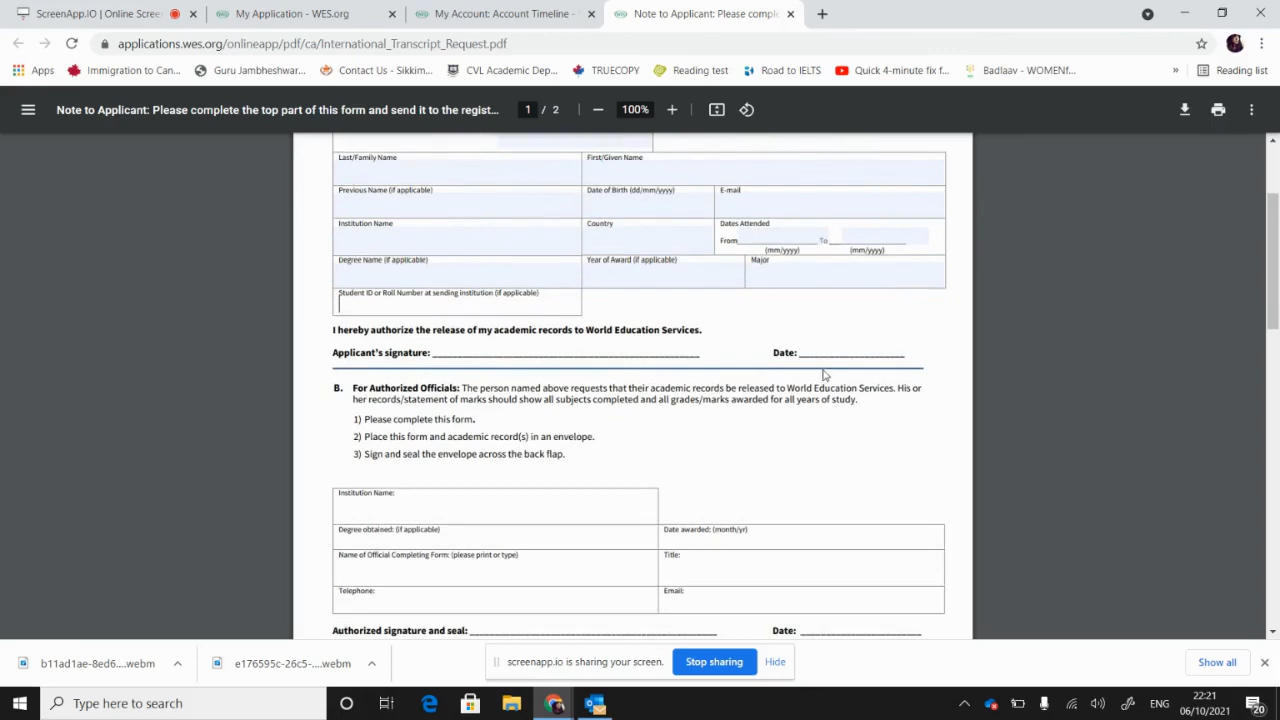 ScreenApp.IO | Online Scree
My Application - WES.org
My Account: Account Timeline -
Note to Applicant: Please comple
applications.wes.org/onlineapp/pdf/ca/International_Transcript_Request.pdf
Apps
Immigration to Can...
Guru Jambheshwar...
Contact Us - Sikkim...
CVL Academic Dep...
TRUECOPY
Reading test
Road to IELTS
Quick 4-minute fix f...
Badlaav - WOMENf...
»
Reading list
Note to Applicant: Please complete the top part of this form and send it to the regist...
1 / 2
100%
Last/Family Name
First/Given Name
Previous Name (if applicable)
Date of Birth (dd/mm/yyyy)
E-mail
Institution Name
Country
Dates Attended
From To
(mm/yyyy) (mm/yyyy)
Degree Name (if applicable)
Year of Award (if applicable)
Major
Student ID or Roll Number at sending institution (if applicable)
I hereby authorize the release of my academic records to World Education Services.
Applicant's signature: Date:
B. For Authorized Officials: The person named above requests that their academic records be released to World Education Services. His or
her records/statement of marks should show all subjects completed and all grades/marks awarded for all years of study.
1) Please complete this form.
2) Place this form and academic record(s) in an envelope.
3) Sign and seal the envelope across the back flap.
Institution Name:
Degree obtained: (if applicable)
Date awarded: (month/yr)
Name of Official Completing Form: (please print or type)
Title:
Telephone:
Email:
Authorized signature and seal: Date:
b11ad1ae-8ed6....webm
e176595c-26c5-....webm
screenapp.io is sharing your screen.
Stop sharing
Hide
Show all
Type here to search
ENG
22:21
06/10/2021
20